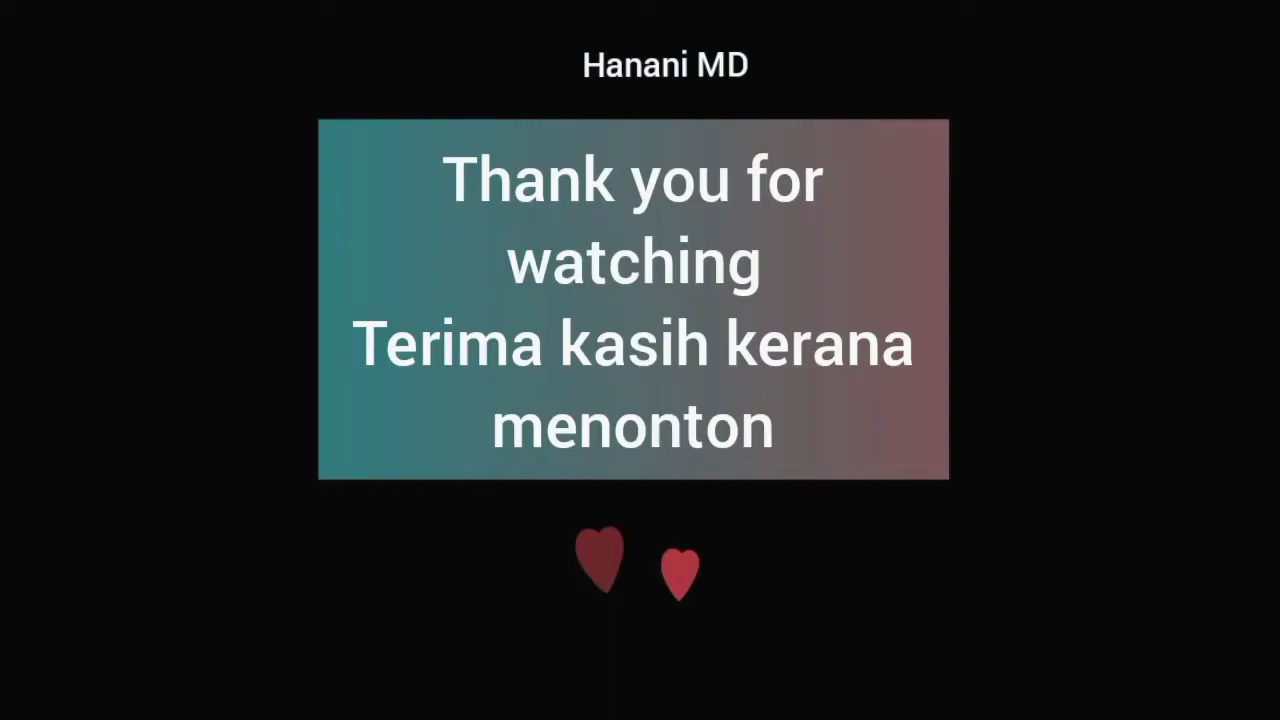 Hanani MD
Thank you for
watching
Terima kasih kerana
menonton